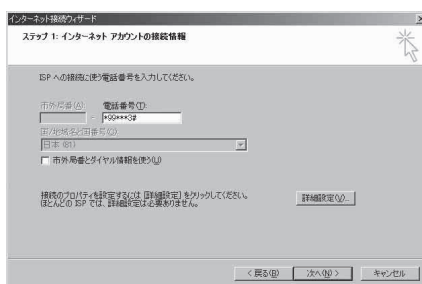 インターネット接続ウィザード
ステップ 1: インターネット アカウントの接続情報
ISP への接続に使う電話番号を入力してください。
市外局番(A) 電話番号(T):
- *99***3#
国/地域名と国番号(O)
日本 (81)
市外局番とダイヤル情報を使う(U)
接続のプロパティを設定するには [詳細設定] をクリックしてください。
ほとんどの ISP では、詳細設定は必要ありません。
詳細設定(V)...
< 戻る(B) 次へ(N) > キャンセル